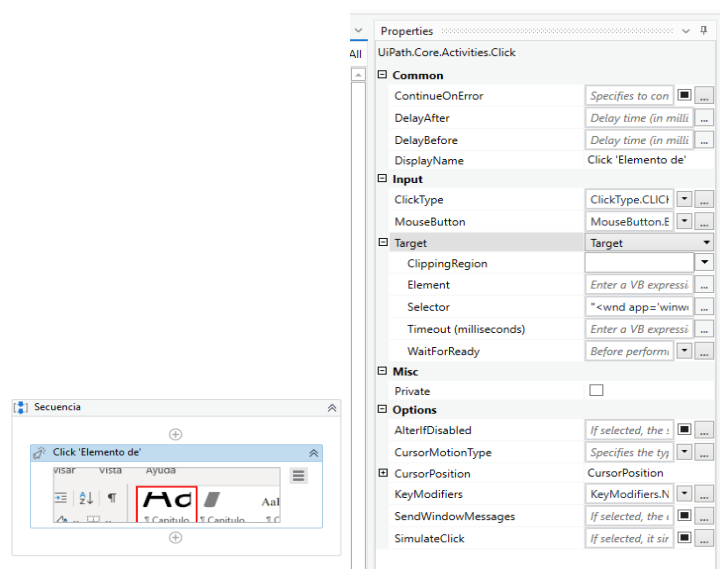 Properties
All
UiPath.Core.Activities.Click
Common
ContinueOnError Specifies to con ...
DelayAfter Delay time (in milli ...
DelayBefore Delay time (in milli ...
DisplayName Click 'Elemento de'
Input
ClickType ClickType.CLICK ...
MouseButton MouseButton.E ...
Target Target
ClippingRegion
Element Enter a VB expressi ...
Selector "<wnd app='winw ...
Timeout (milliseconds) Enter a VB expressi ...
WaitForReady Before perform ...
Misc
Private
Options
AlterIfDisabled If selected, the s ...
CursorMotionType Specifies the typ ...
CursorPosition CursorPosition
KeyModifiers KeyModifiers.N ...
SendWindowMessages If selected, the ...
SimulateClick If selected, it sir ...
Secuencia
Click 'Elemento de'
visar Vista Ayuda
Aal
¶ Capitulo ¶ Capitulo